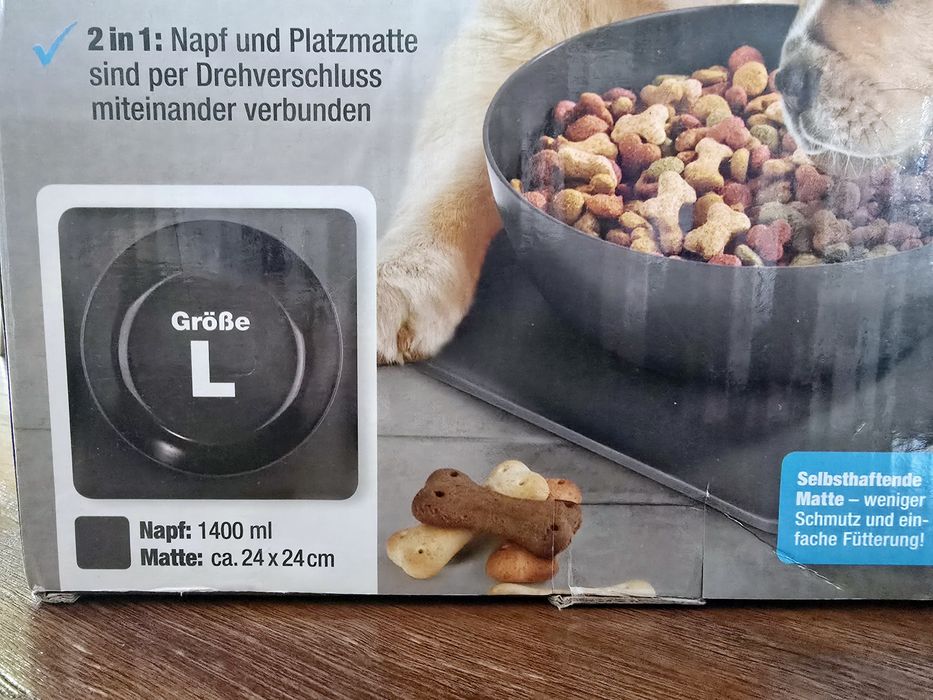 2 in 1: Napf und Platzmatte
sind per Drehverschluss
miteinander verbunden
Größe
L
Napf: 1400 ml
Matte: ca. 24 x 24 cm
Selbsthaftende
Matte – weniger
Schmutz und ein-
fache Fütterung!